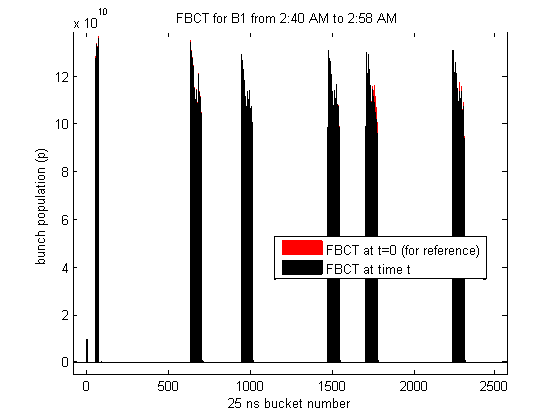 FBCT for B1 from 2:40 AM to 2:58 AM
x 10^10
12
10
8
6
4
2
0
bunch population (p)
FBCT at t=0 (for reference)
FBCT at time t
0 500 1000 1500 2000 2500
25 ns bucket number